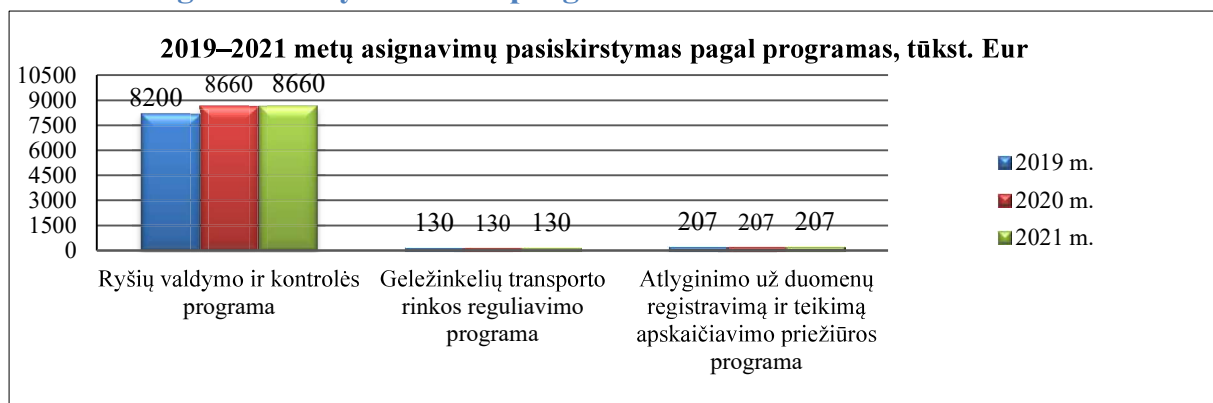 2019–2021 metų asignavimų pasiskirstymas pagal programas, tūkst. Eur
10500
9000
7500
6000
4500
3000
1500
0
8200
8660
8660
130
130
130
207
207
207
Ryšių valdymo ir kontrolės
programa
Geležinkelių transporto
rinkos reguliavimo
programa
Atlyginimo už duomenų
registravimą ir teikimą
apskaičiavimo priežiūros
programa
2019 m.
2020 m.
2021 m.